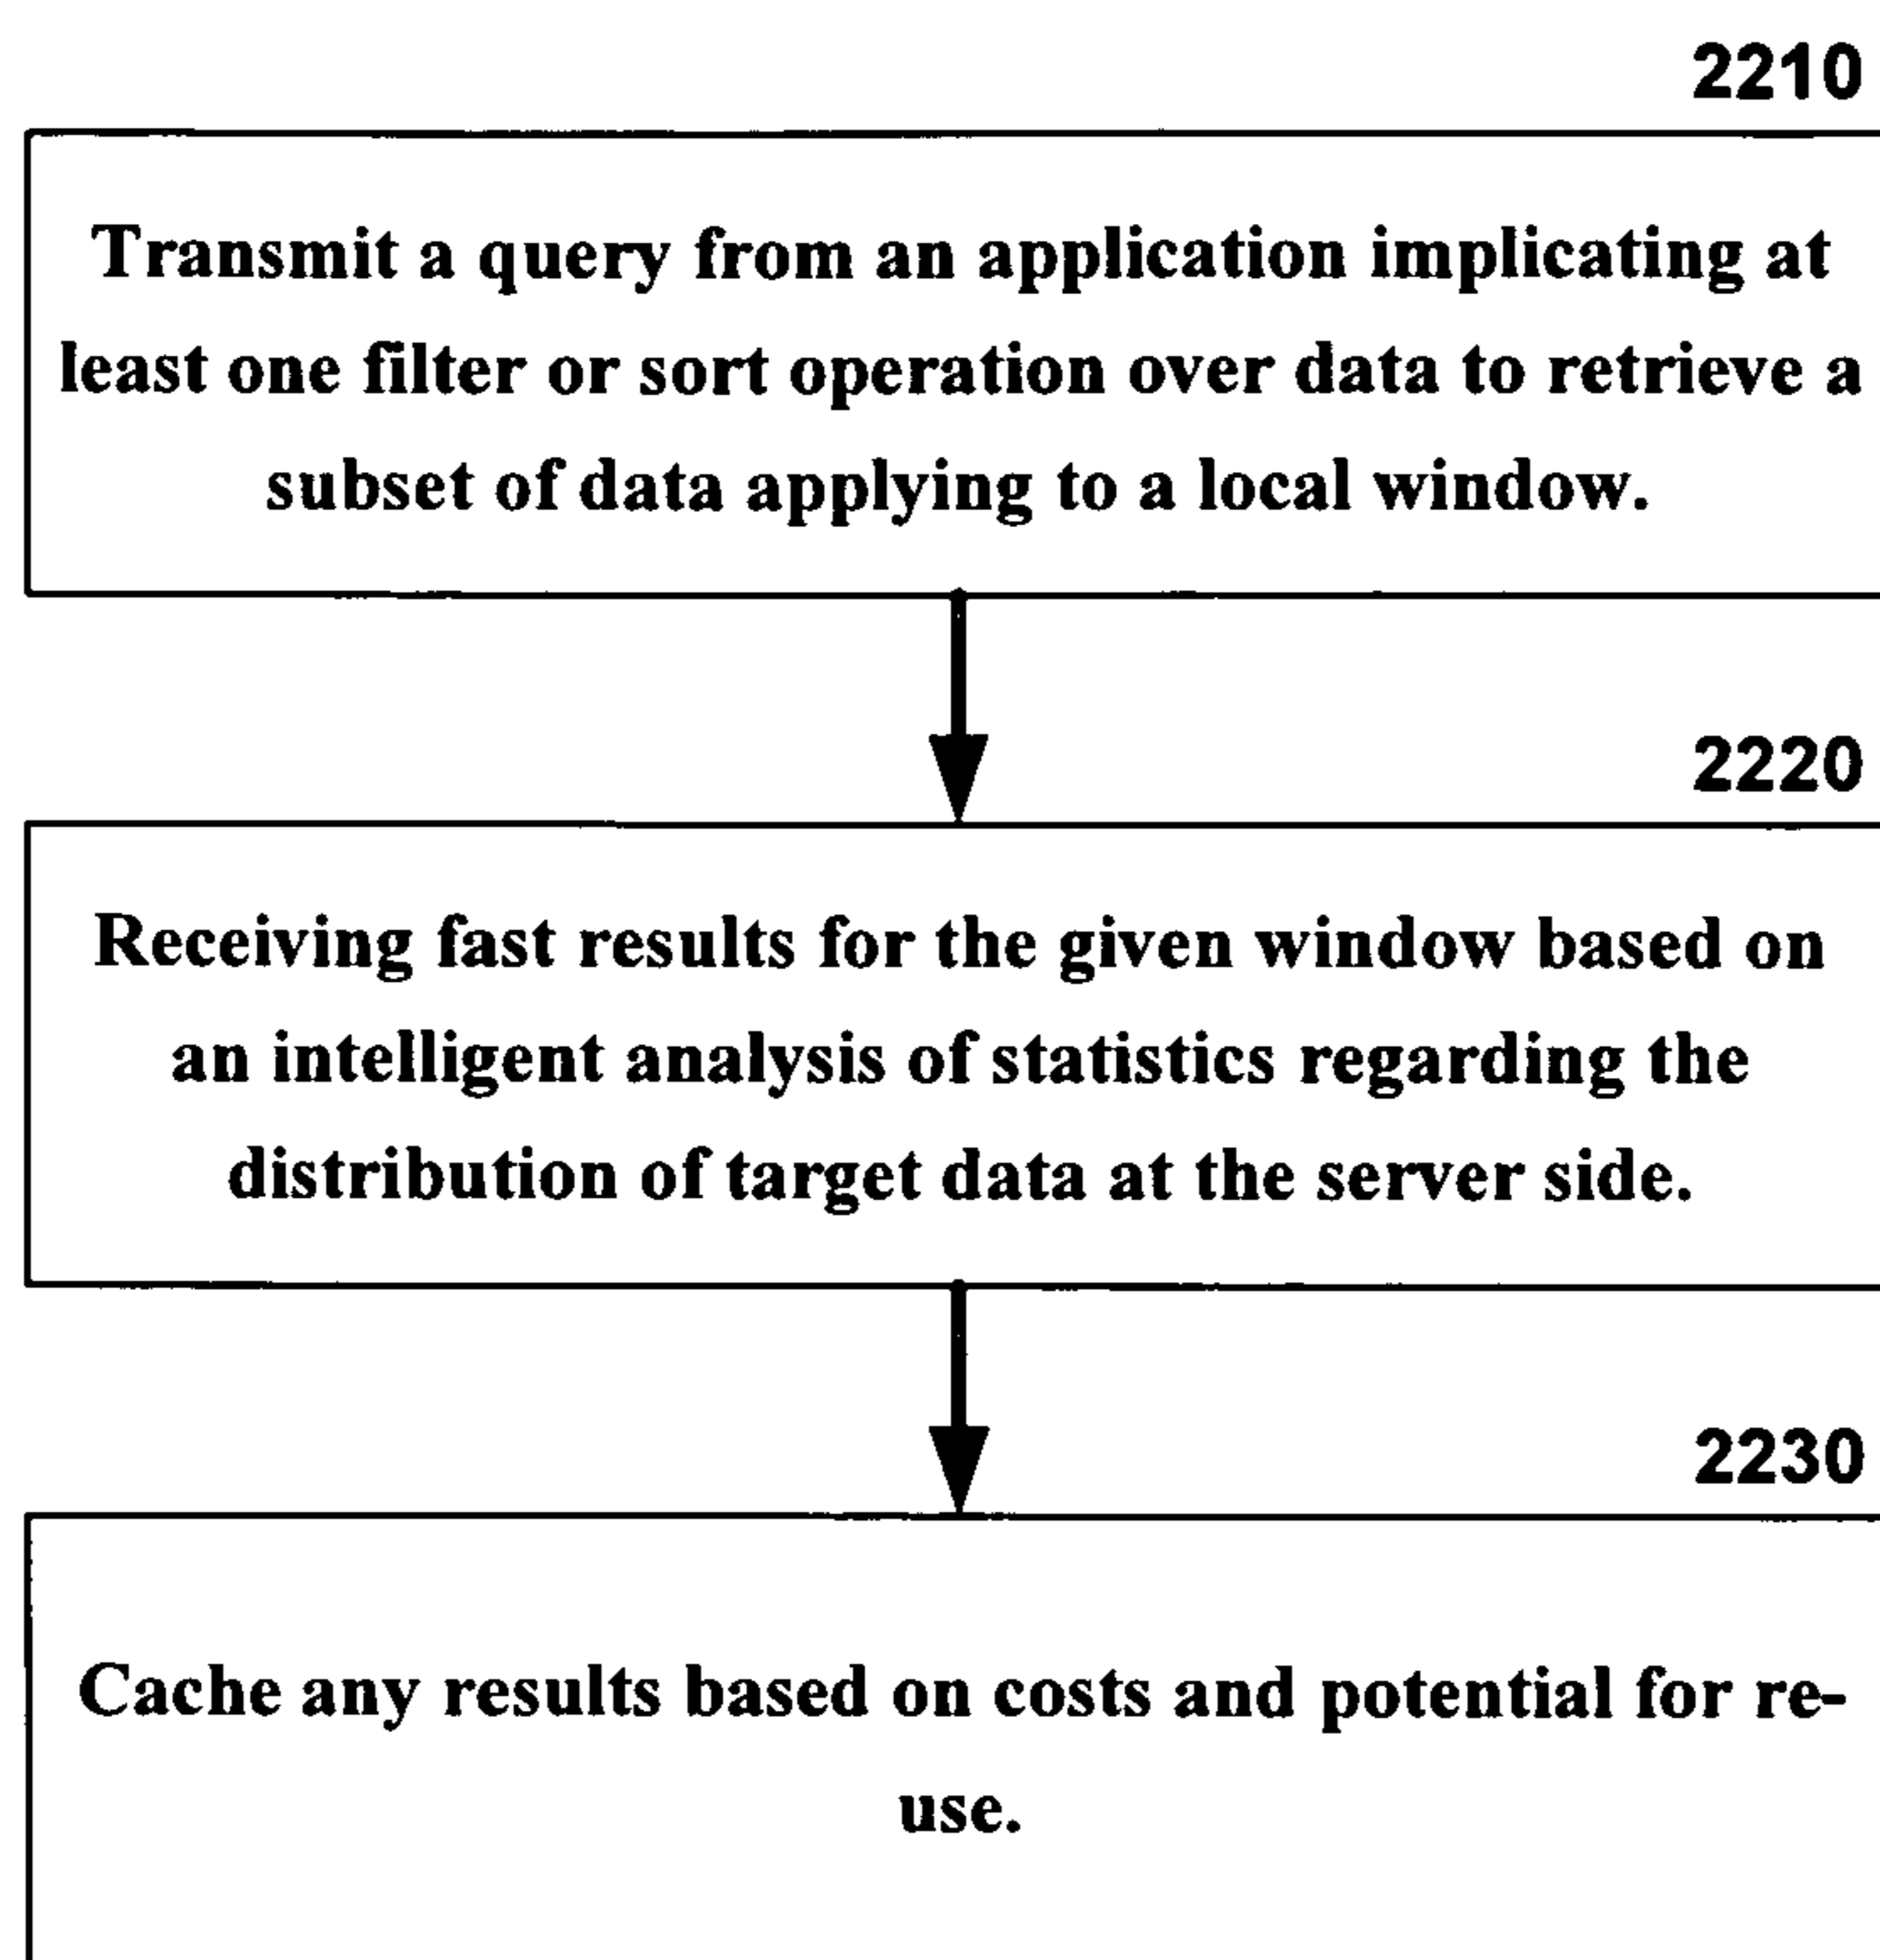 2210
Transmit a query from an application implicating at
least one filter or sort operation over data to retrieve a
subset of data applying to a local window.
2220
Receiving fast results for the given window based on
an intelligent analysis of statistics regarding the
distribution of target data at the server side.
2230
Cache any results based on costs and potential for re-
use.